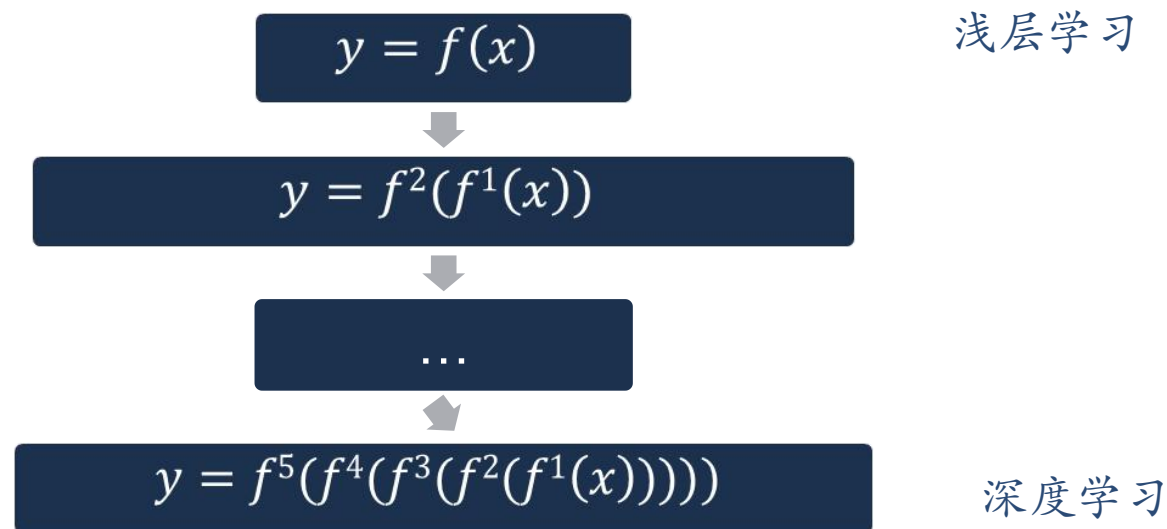 浅层学习
y = f(x)
y = f²(f¹(x))
...
y = f⁵(f⁴(f³(f²(f¹(x)))))
深度学习